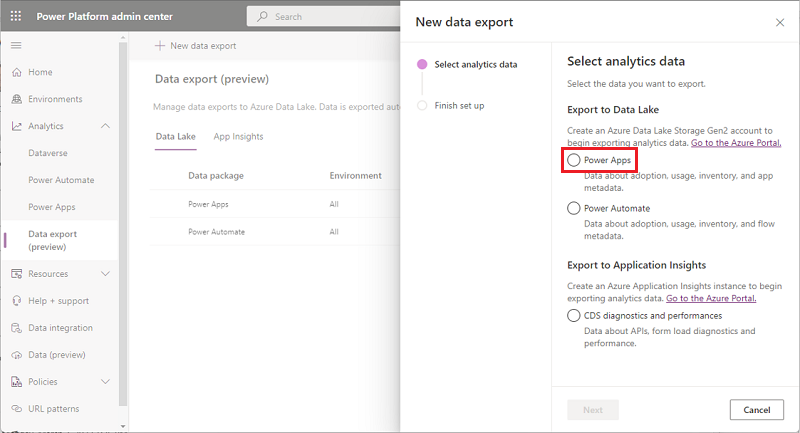 Power Platform admin center
Search
Home
Environments
Analytics
Dataverse
Power Automate
Power Apps
Data export
(preview)
Resources
Help + support
Data integration
Data (preview)
Policies
URL patterns
New data export
Data export (preview)
Manage data exports to Azure Data Lake. Data is exported
Data Lake
App Insights
Data package
Environment
Power Apps
All
Power Automate
All
New data export
Select analytics data
Finish set up
Select analytics data
Select the data you want to export.
Export to Data Lake
Create an Azure Data Lake Storage Gen2 account to
begin exporting analytics data. Go to the Azure Portal.
Power Apps
Data about adoption, usage, inventory, and app
metadata.
Power Automate
Data about adoption, usage, inventory, and flow
metadata.
Export to Application Insights
Create an Azure Application Insights instance to begin
exporting analytics data. Go to the Azure Portal.
CDS diagnostics and performances
Data about APIs, form load diagnostics and
performance.
Next
Cancel